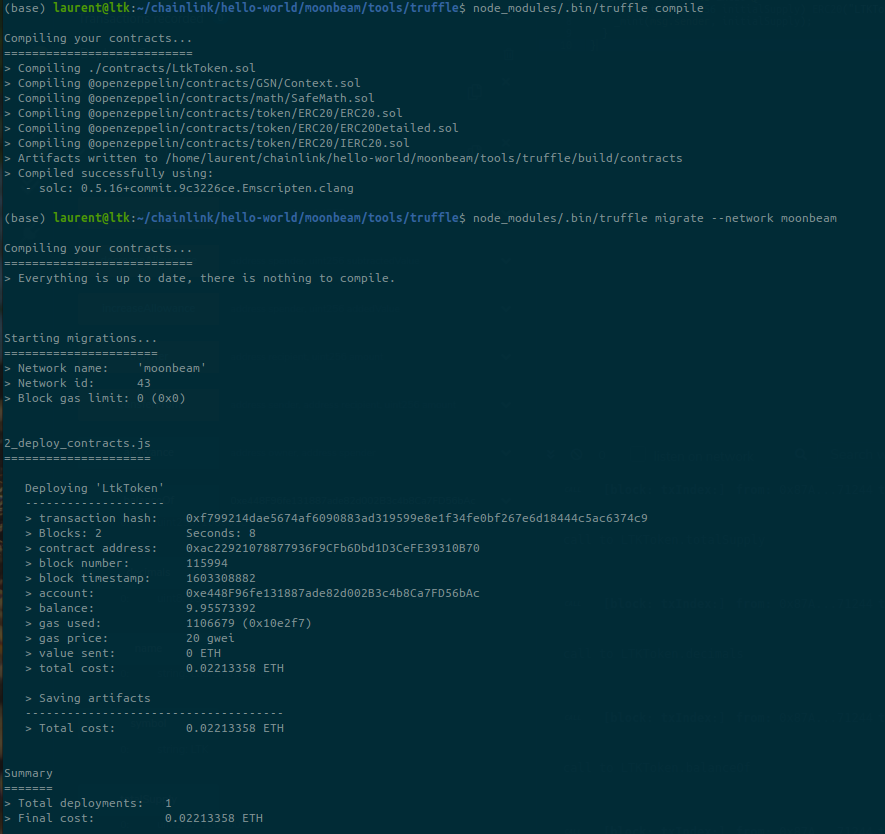 (base) laurent@ltk:~/chainlink/hello-world/moonbeam/tools/truffle$ node_modules/.bin/truffle compile
Compiling your contracts...
===========================
> Compiling ./contracts/LtkToken.sol
> Compiling @openzeppelin/contracts/GSN/Context.sol
> Compiling @openzeppelin/contracts/math/SafeMath.sol
> Compiling @openzeppelin/contracts/token/ERC20/ERC20.sol
> Compiling @openzeppelin/contracts/token/ERC20/ERC20Detailed.sol
> Compiling @openzeppelin/contracts/token/ERC20/IERC20.sol
> Artifacts written to /home/laurent/chainlink/hello-world/moonbeam/tools/truffle/build/contracts
> Compiled successfully using:
   - solc: 0.5.16+commit.9c3226ce.Emscripten.clang
(base) laurent@ltk:~/chainlink/hello-world/moonbeam/tools/truffle$ node_modules/.bin/truffle migrate --network moonbeam
Compiling your contracts...
===========================
> Everything is up to date, there is nothing to compile.
Starting migrations...
======================
> Network name:    'moonbeam'
> Network id:      43
> Block gas limit: 0 (0x0)
2_deploy_contracts.js
=====================
   Deploying 'LtkToken'
   --------------------
   > transaction hash:    0xf799214dae5674af6090883ad319599e8e1f34fe0bf267e6d18444c5ac6374c9
   > Blocks: 2            Seconds: 8
   > contract address:    0xac22921078877936F9CFb6Dbd1D3CeFE39310B70
   > block number:        115994
   > block timestamp:     1603308882
   > account:             0xe448F96fe131887ade82d002B3c4b8Ca7FD56bAc
   > balance:             9.95573392
   > gas used:            1106679 (0x10e2f7)
   > gas price:           20 gwei
   > value sent:          0 ETH
   > total cost:          0.02213358 ETH
   > Saving artifacts
   -------------------------------------
   > Total cost:          0.02213358 ETH
Summary
=======
> Total deployments:   1
> Final cost:          0.02213358 ETH